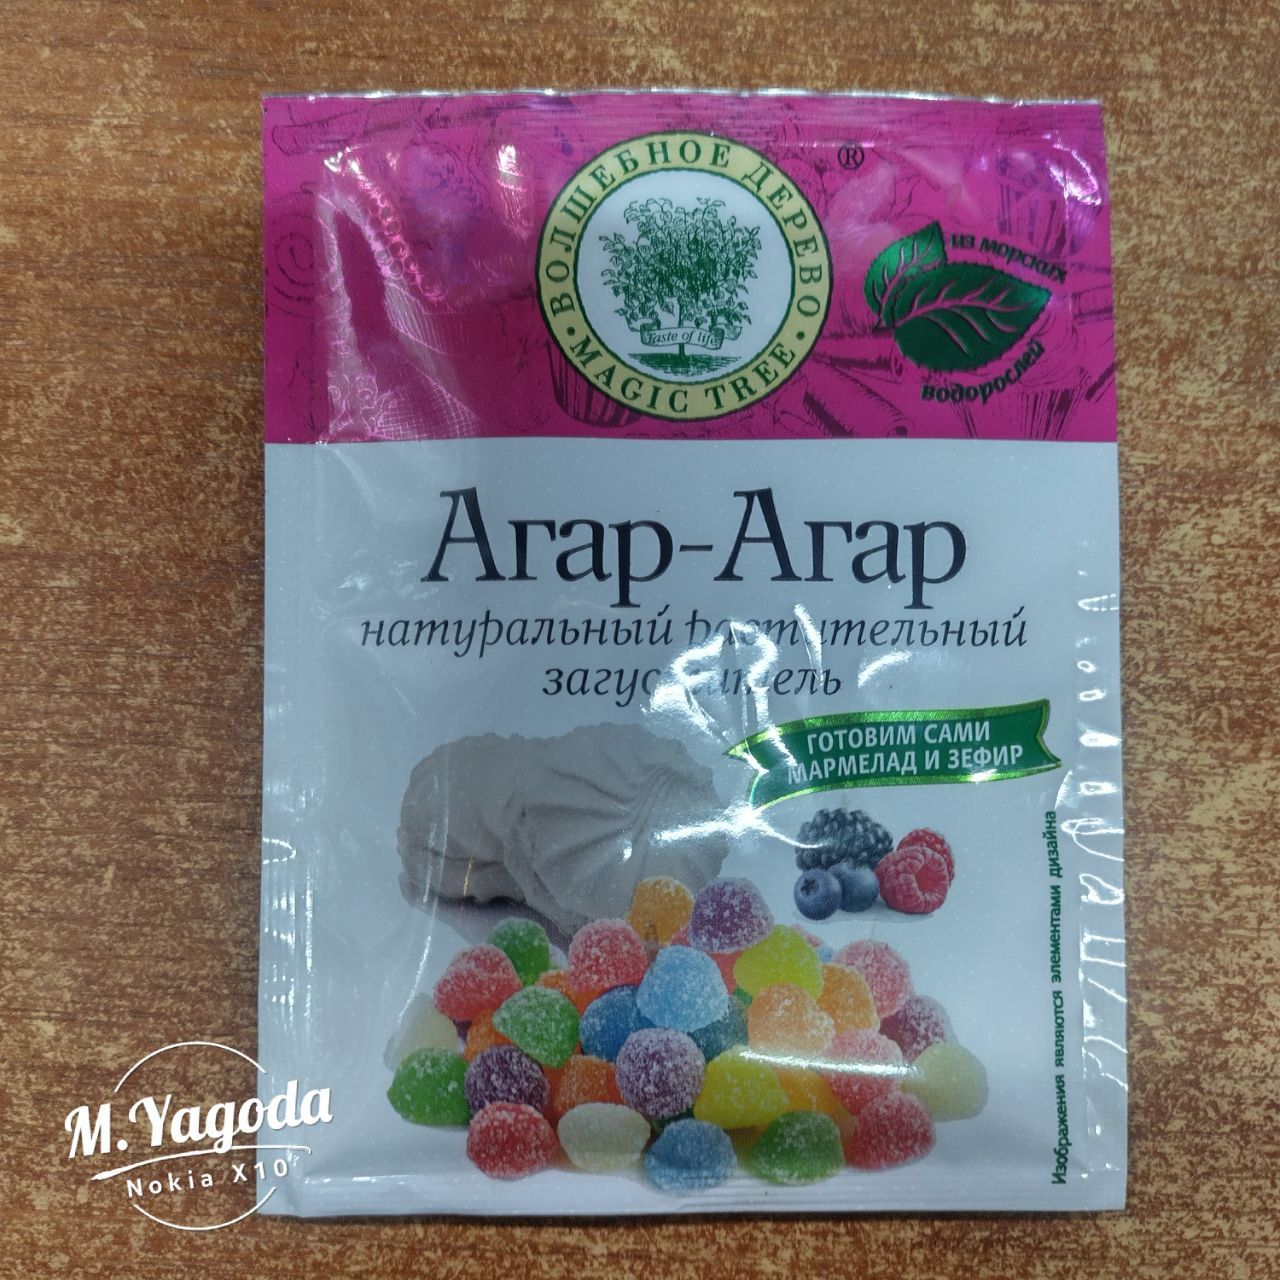 ВОЛШЕБНОЕ ДЕРЕВО
®
Taste of life
MAGIC TREE
из морских
водорослей
Агар-Агар
натуральный растительный
загуститель
ГОТОВИМ САМИ
МАРМЕЛАД И ЗЕФИР
Изображения являются элементами дизайна
M.Yagoda
Nokia X10